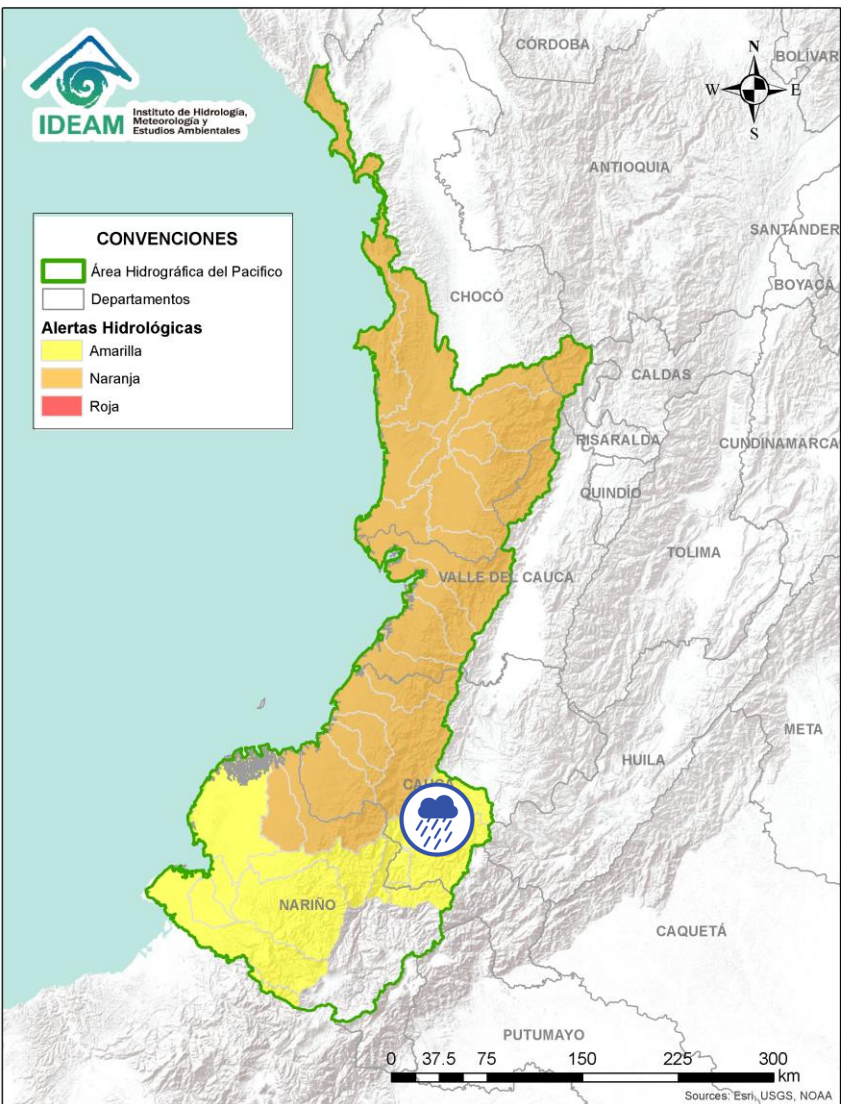 CÓRDOBA
BOLÍVAR
N
W
E
S
IDEAM
Instituto de Hidrología,
Meteorología y
Estudios Ambientales
ANTIOQUIA
SANTANDER
BOYACÁ
CHOCÓ
CONVENCIONES
Área Hidrográfica del Pacifico
Departamentos
Alertas Hidrológicas
Amarilla
Naranja
Roja
CALDAS
RISARALDA
CUNDINAMARCA
QUINDÍO
TOLIMA
VALLE DEL CAUCA
META
HUILA
CAUCA
NARIÑO
CAQUETÁ
PUTUMAYO
0 37.5 75 150 225 300
km
Sources: Esri, USGS, NOAA